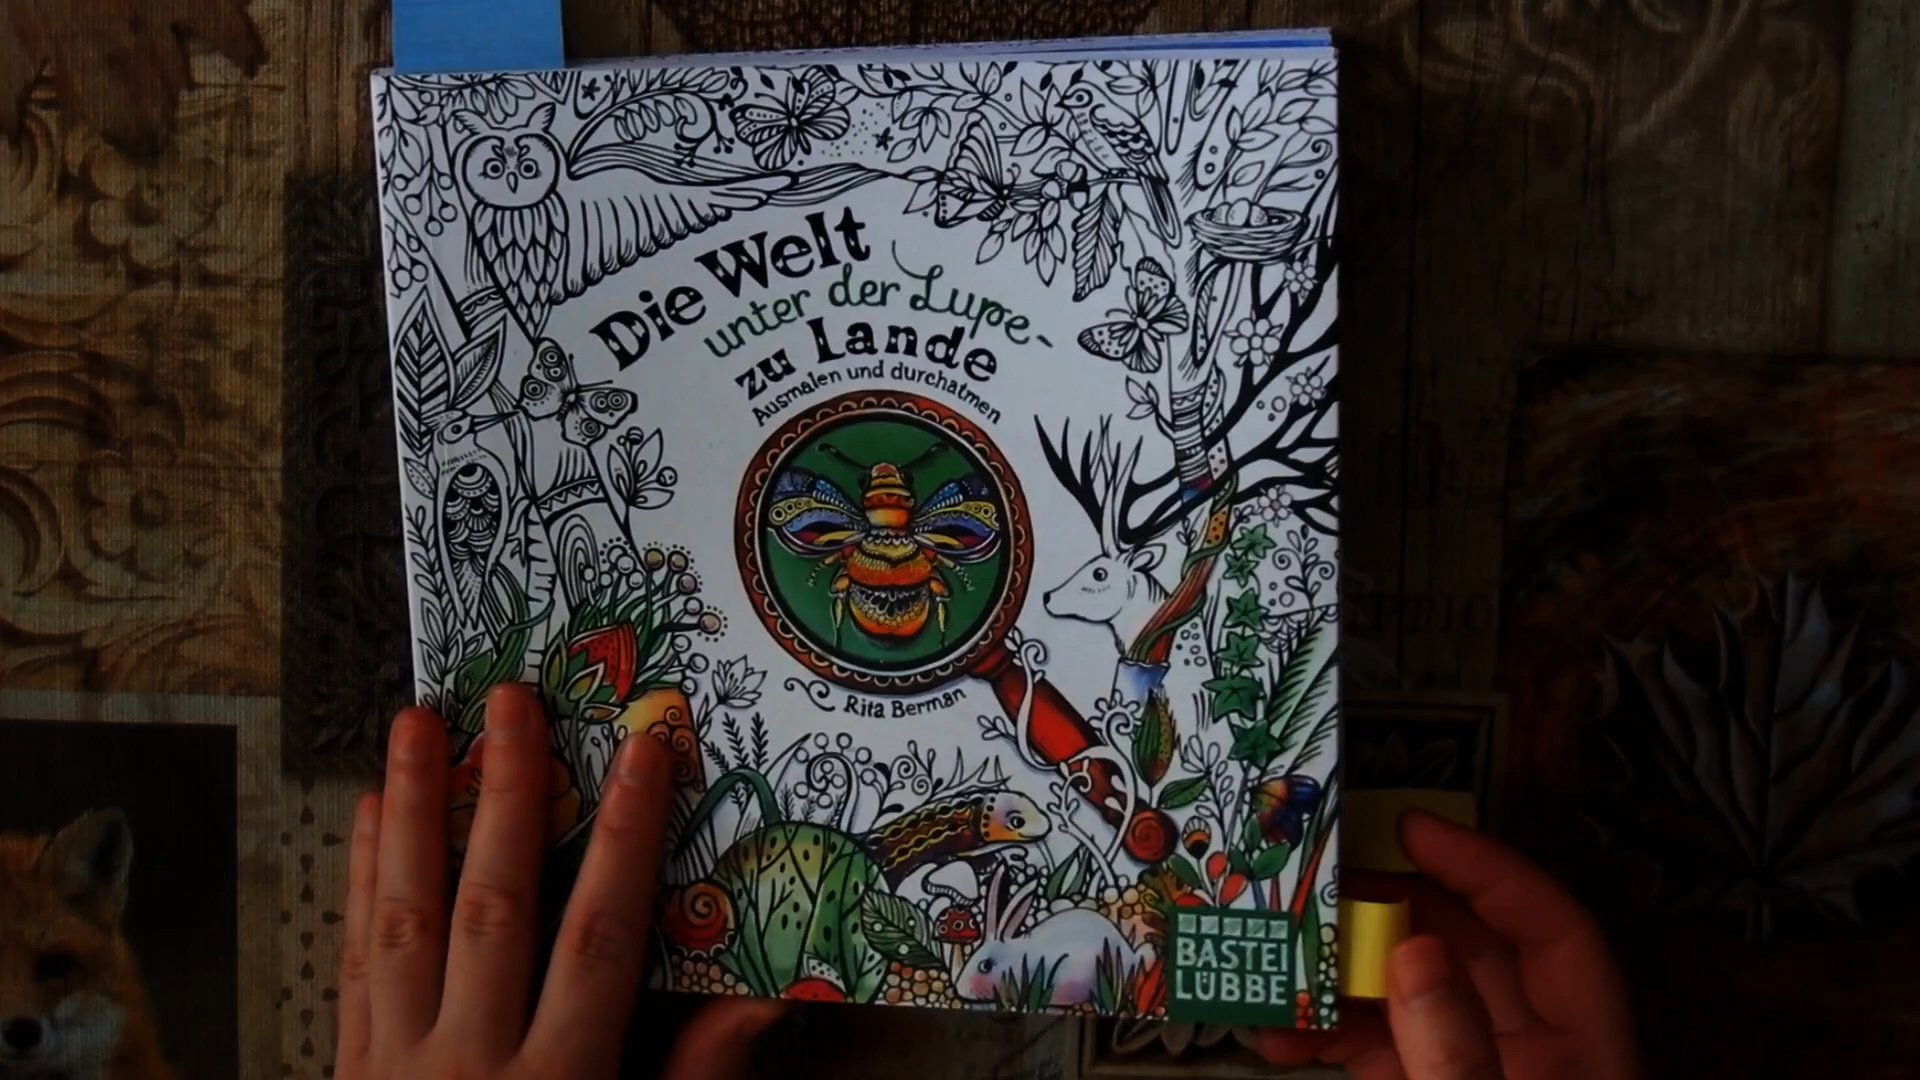 Die Welt
unter der Lupe-
zu Lande
Ausmalen und durchatmen
Rita Berman
BASTEI
LÜBBE